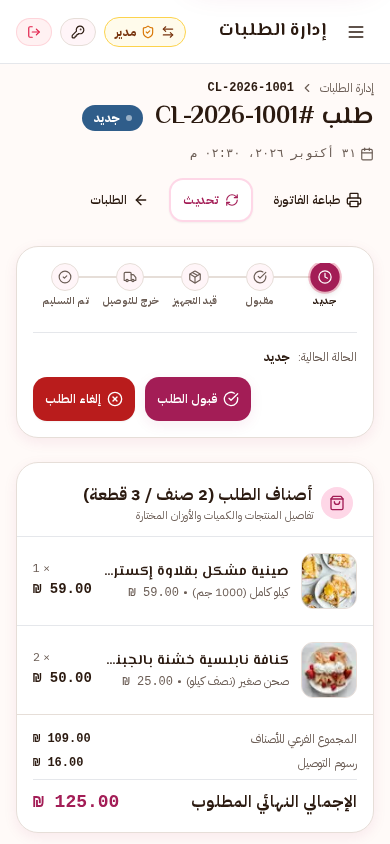 إدارة الطلبات
مدير
إدارة الطلبات
CL-2026-1001
طلب #CL-2026-1001
جديد
٣١ أكتوبر ٢٠٢٦، ٠٢:٣٠ م
طباعة الفاتورة
تحديث
الطلبات
جديد
مقبول
قيد التجهيز
خرج للتوصيل
تم التسليم
الحالة الحالية: جديد
قبول الطلب
إلغاء الطلب
أصناف الطلب (2 صنف / 3 قطعة)
تفاصيل المنتجات والكميات والأوزان المختارة
صينية مشكل بقلاوة إكستر...
× 1
كيلو كامل (1000 جم) • 59.00 ₪
59.00 ₪
كنافة نابلسية خشنة بالجبن...
× 2
صحن صغير (نصف كيلو) • 25.00 ₪
50.00 ₪
المجموع الفرعي للأصناف
109.00 ₪
رسوم التوصيل
16.00 ₪
الإجمالي النهائي المطلوب
125.00 ₪